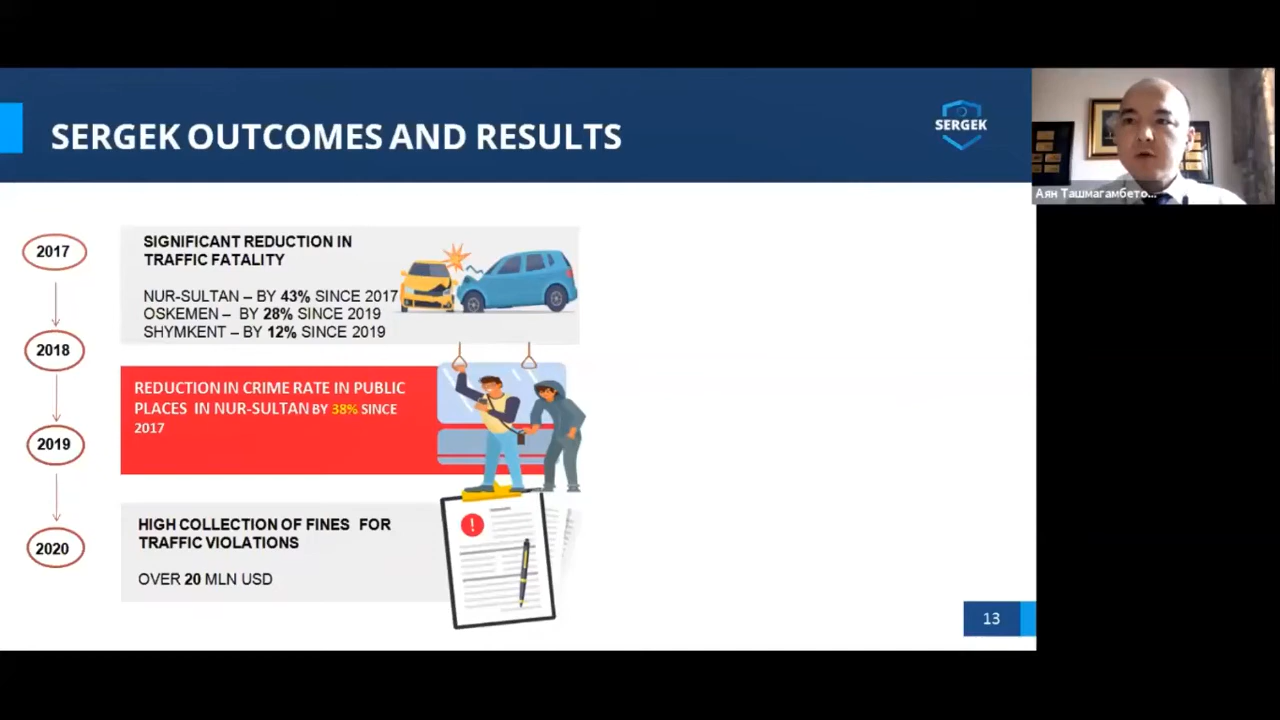 SERGEK OUTCOMES AND RESULTS
SERGEK
Аян Ташмагамбето...
2017
2018
2019
2020
SIGNIFICANT REDUCTION IN
TRAFFIC FATALITY
NUR-SULTAN – BY 43% SINCE 2017
OSKEMEN – BY 28% SINCE 2019
SHYMKENT – BY 12% SINCE 2019
REDUCTION IN CRIME RATE IN PUBLIC
PLACES IN NUR-SULTAN BY 38% SINCE
2017
HIGH COLLECTION OF FINES FOR
TRAFFIC VIOLATIONS
OVER 20 MLN USD
!
13